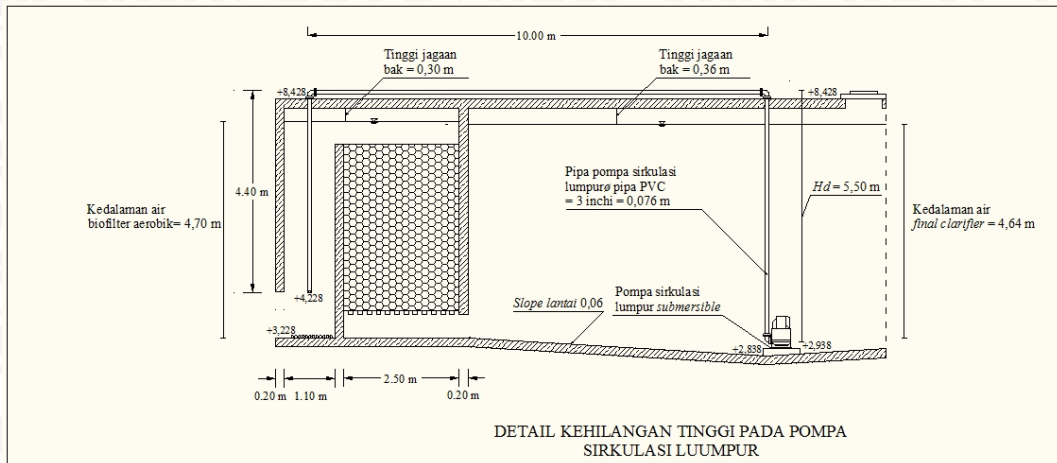 10.00 m
Tinggi jagaan
bak = 0,30 m
Tinggi jagaan
bak = 0,36 m
+8,428
+8,428
4.40 m
Kedalaman air
biofilter aerobik= 4,70 m
Pipa pompa sirkulasi
lumpurø pipa PVC
= 3 inchi = 0,076 m
Hd = 5,50 m
Kedalaman air
final clarifier = 4,64 m
+4,228
Slope lantai 0,06
Pompa sirkulasi
lumpur submersible
+3,228
+2,838
+2,938
0.20 m
1.10 m
2.50 m
0.20 m
DETAIL KEHILANGAN TINGGI PADA POMPA
SIRKULASI LUUMPUR